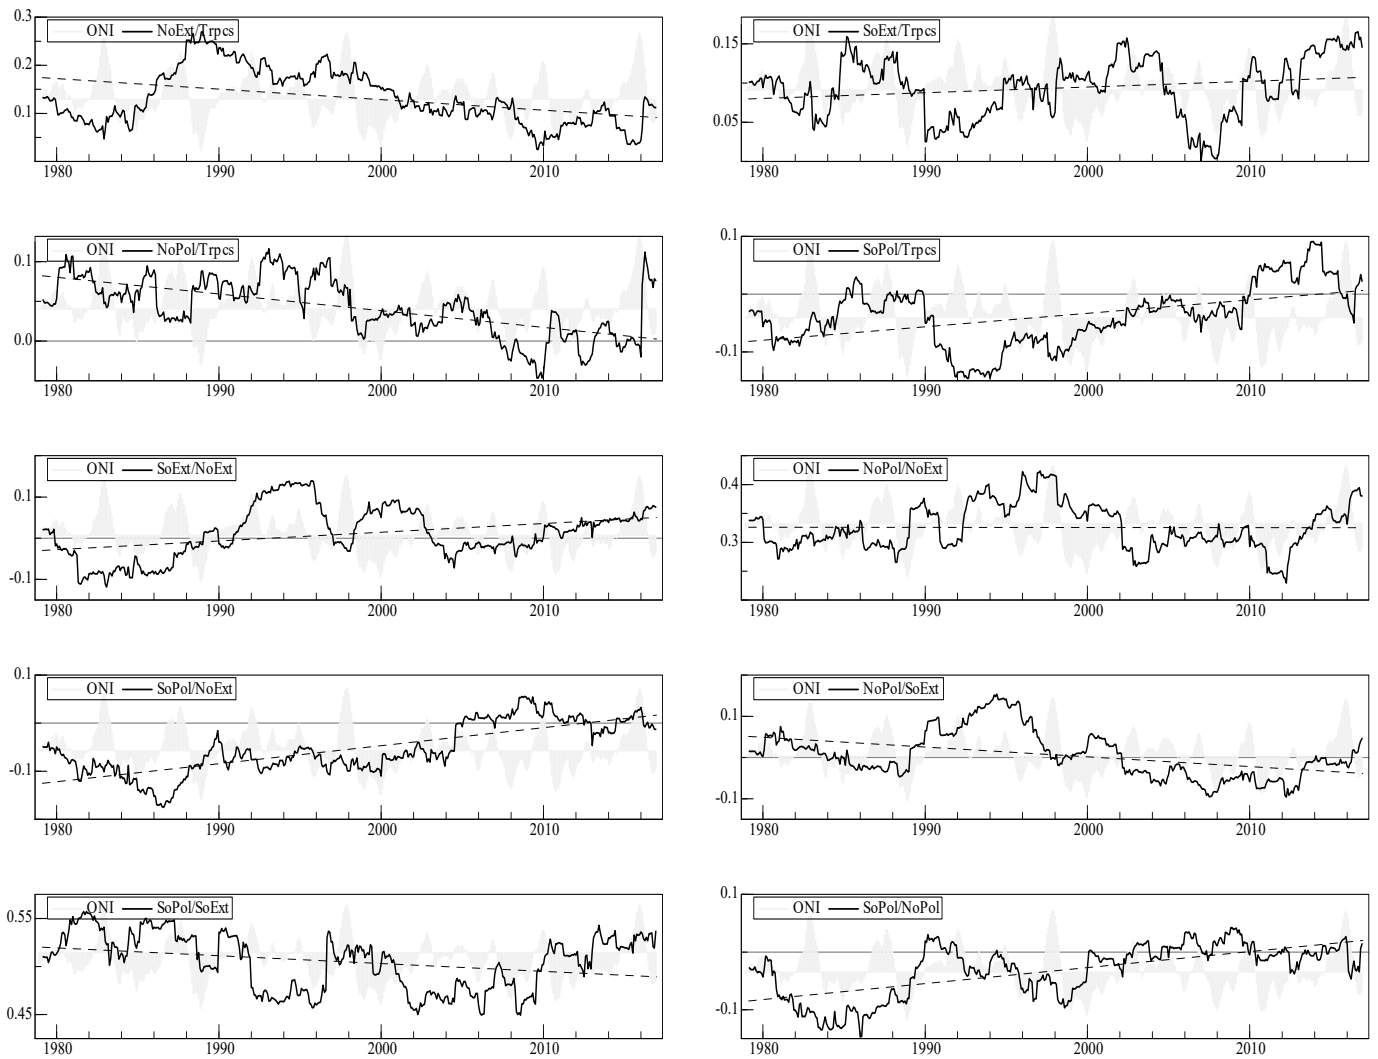 0.3
ONI NoExt/Trpcs
0.2
0.1
1980 1990 2000 2010
ONI SoExt/Trpcs
0.15
0.05
1980 1990 2000 2010
ONI NoPol/Trpcs
0.1
0.0
1980 1990 2000 2010
0.1
ONI SoPol/Trpcs
-0.1
1980 1990 2000 2010
ONI SoExt/NoExt
0.1
-0.1
1980 1990 2000 2010
ONI NoPol/NoExt
0.4
0.3
1980 1990 2000 2010
0.1
ONI SoPol/NoExt
-0.1
1980 1990 2000 2010
ONI NoPol/SoExt
0.1
-0.1
1980 1990 2000 2010
ONI SoPol/SoExt
0.55
0.45
1980 1990 2000 2010
0.1
ONI SoPol/NoPol
-0.1
1980 1990 2000 2010